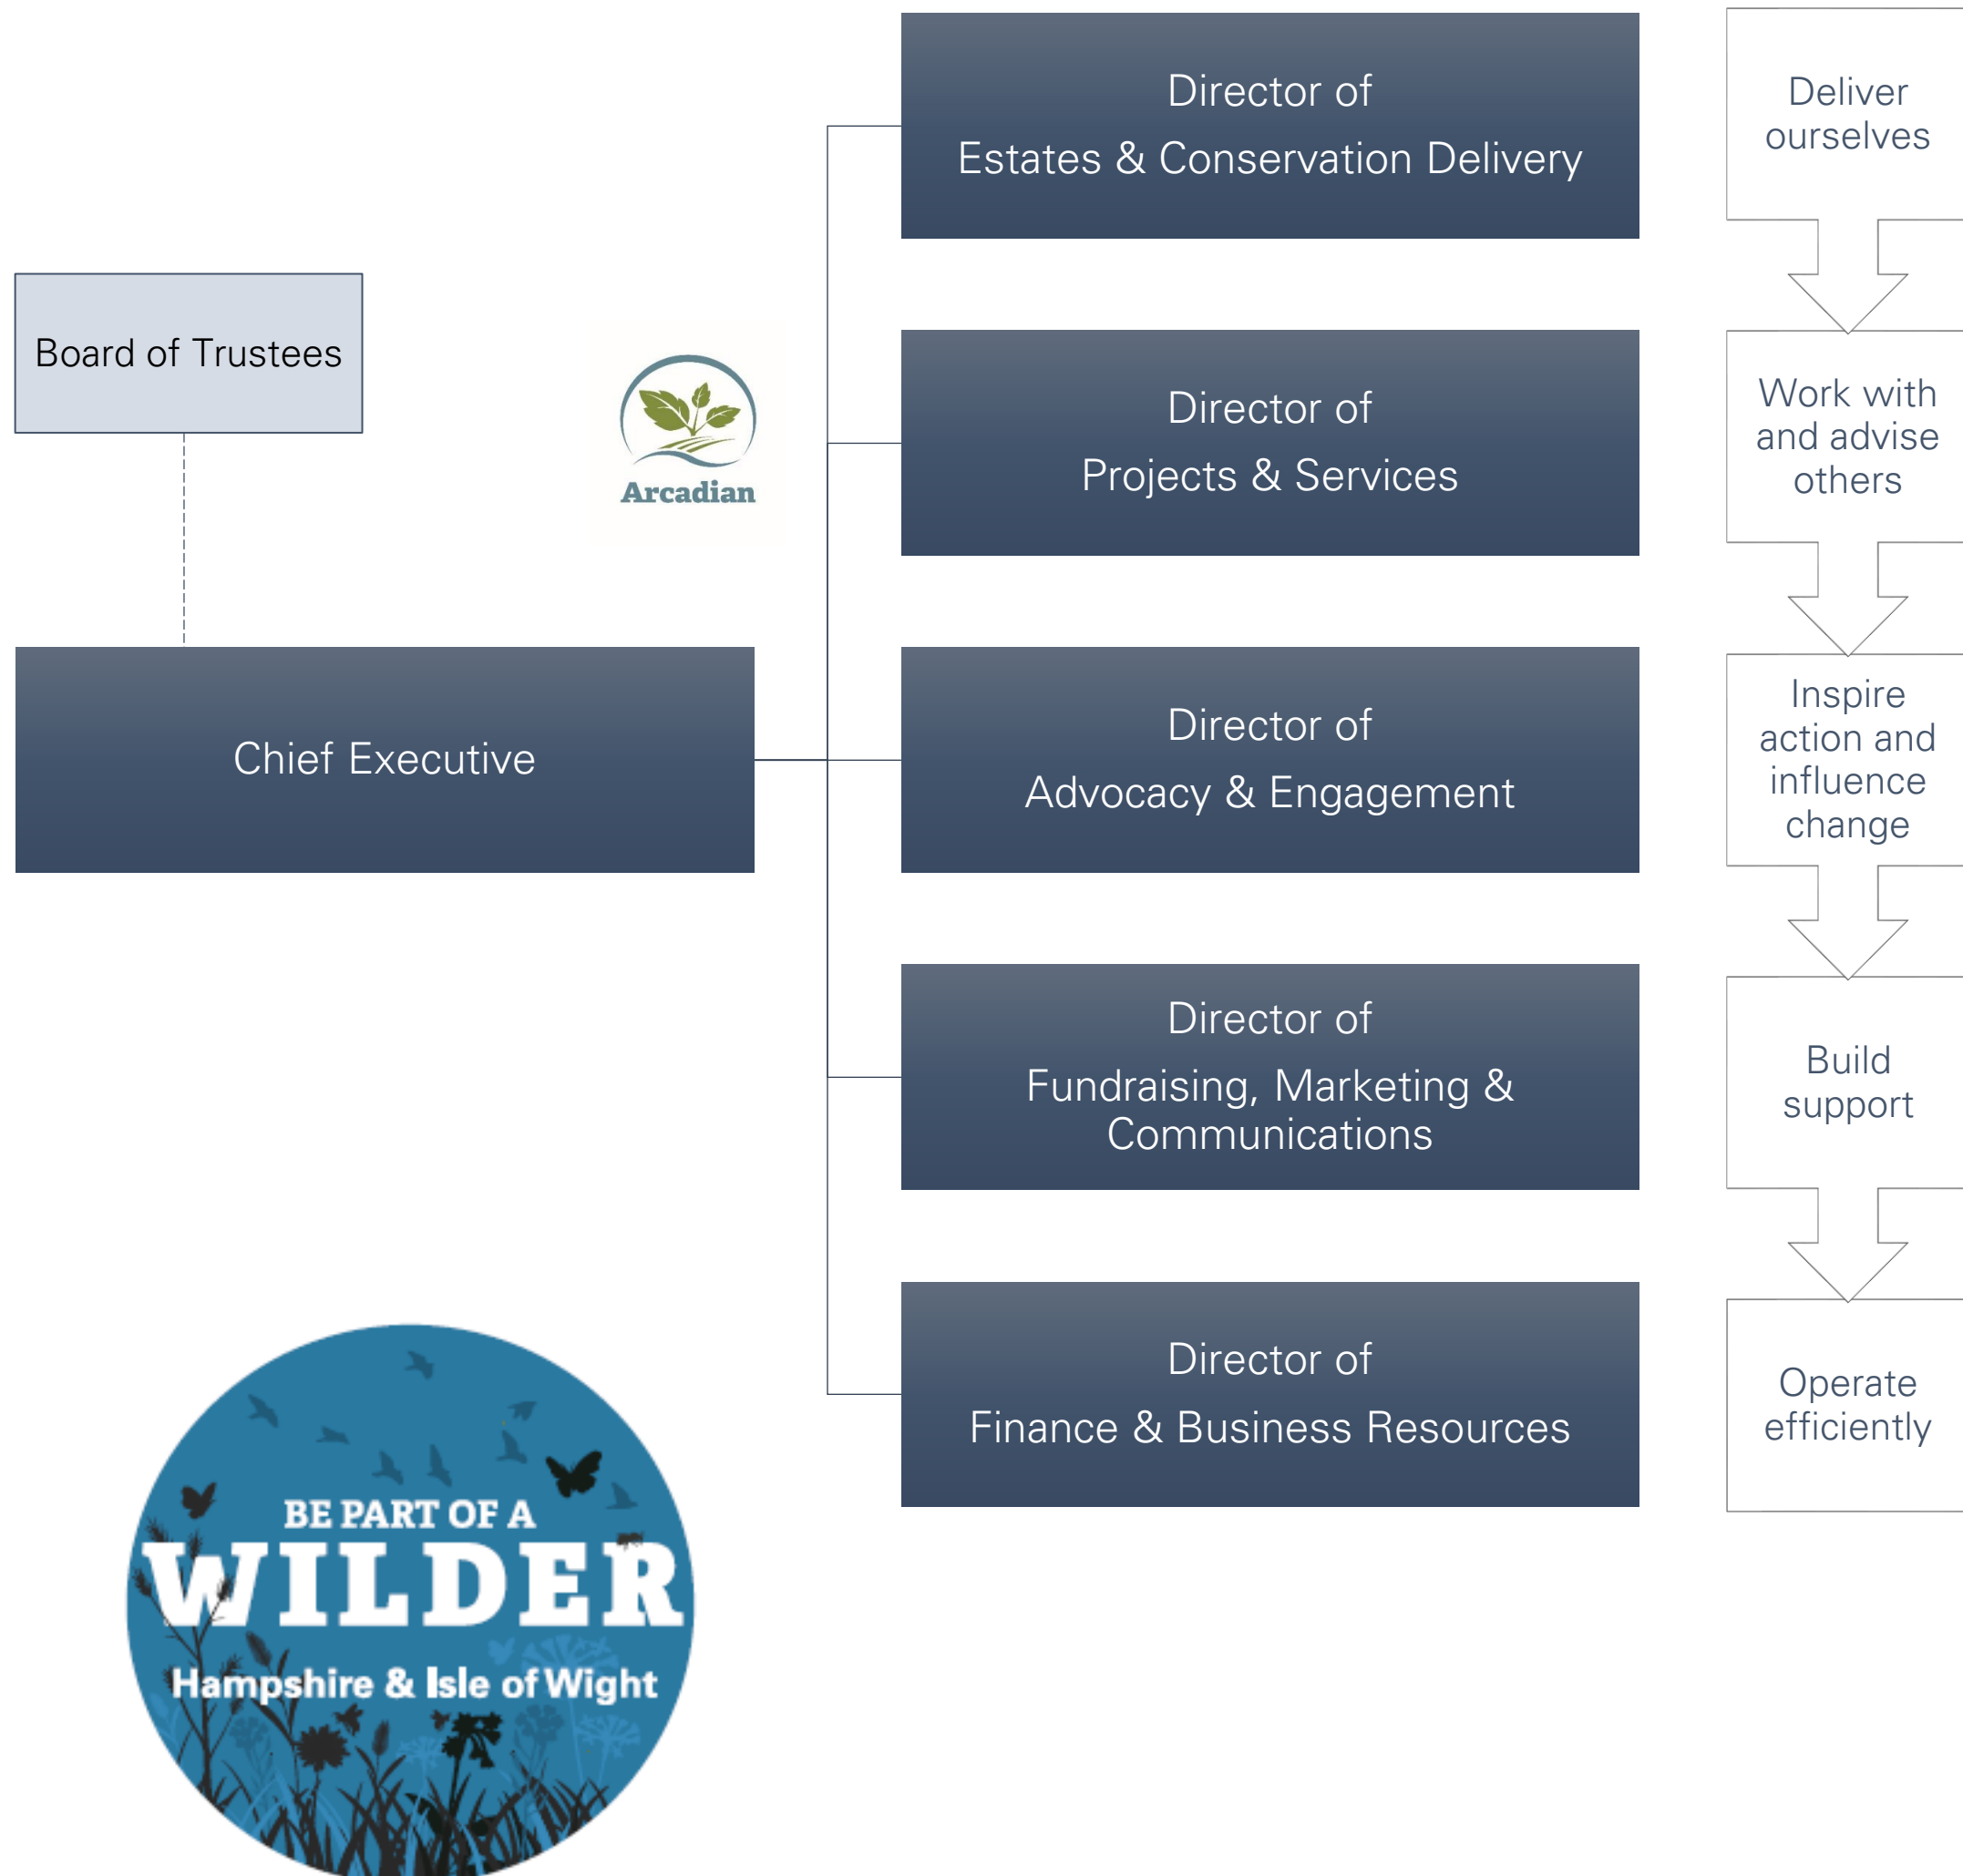 Board of Trustees
Chief Executive
Arcadian
Director of
Estates & Conservation Delivery
Director of
Projects & Services
Director of
Advocacy & Engagement
Director of
Fundraising, Marketing &
Communications
Director of
Finance & Business Resources
Deliver
ourselves
Work with
and advise
others
Inspire
action and
influence
change
Build
support
Operate
efficiently
BE PART OF A
WILDER
Hampshire & Isle of Wight